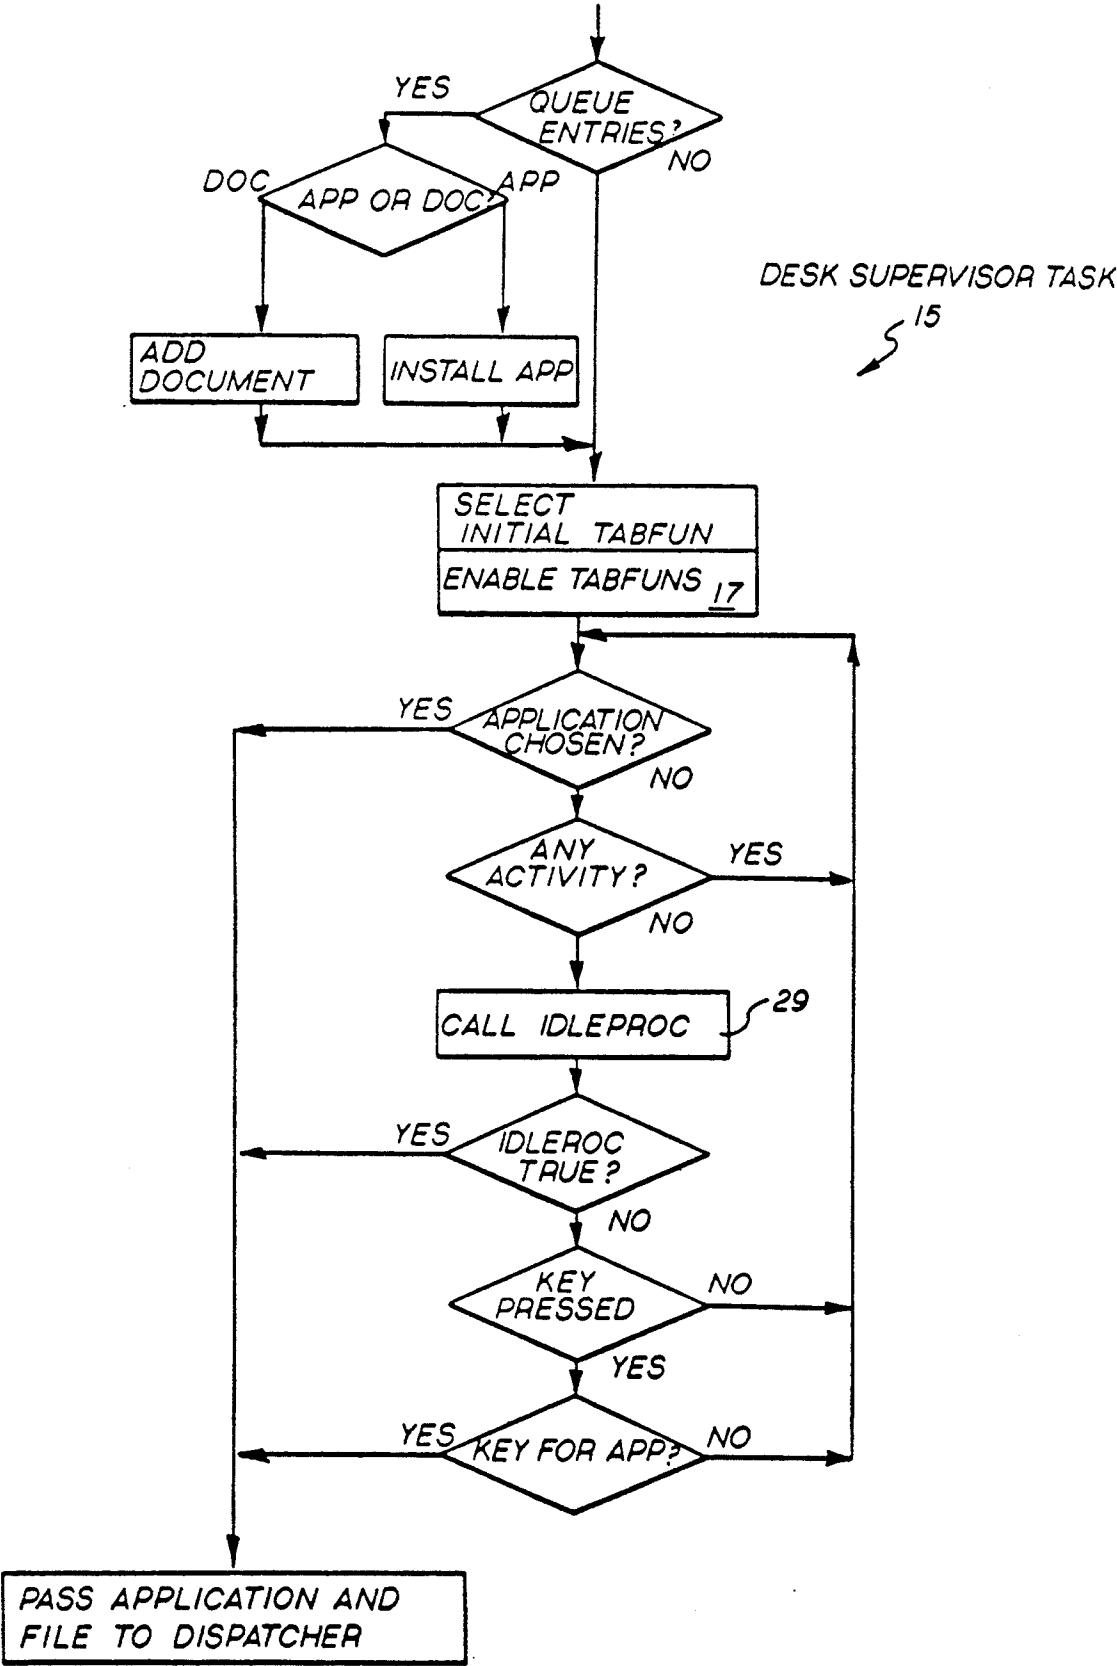 YES
QUEUE
ENTRIES?
NO
DOC
APP OR DOC?
APP
DESK SUPERVISOR TASK
15
ADD
DOCUMENT
INSTALL APP
SELECT
INITIAL TABFUN
ENABLE TABFUNS 17
YES
APPLICATION
CHOSEN?
NO
ANY
ACTIVITY?
YES
NO
CALL IDLEPROC
29
YES
IDLEROC
TRUE?
NO
KEY
PRESSED
NO
YES
YES
KEY FOR APP?
NO
PASS APPLICATION AND
FILE TO DISPATCHER